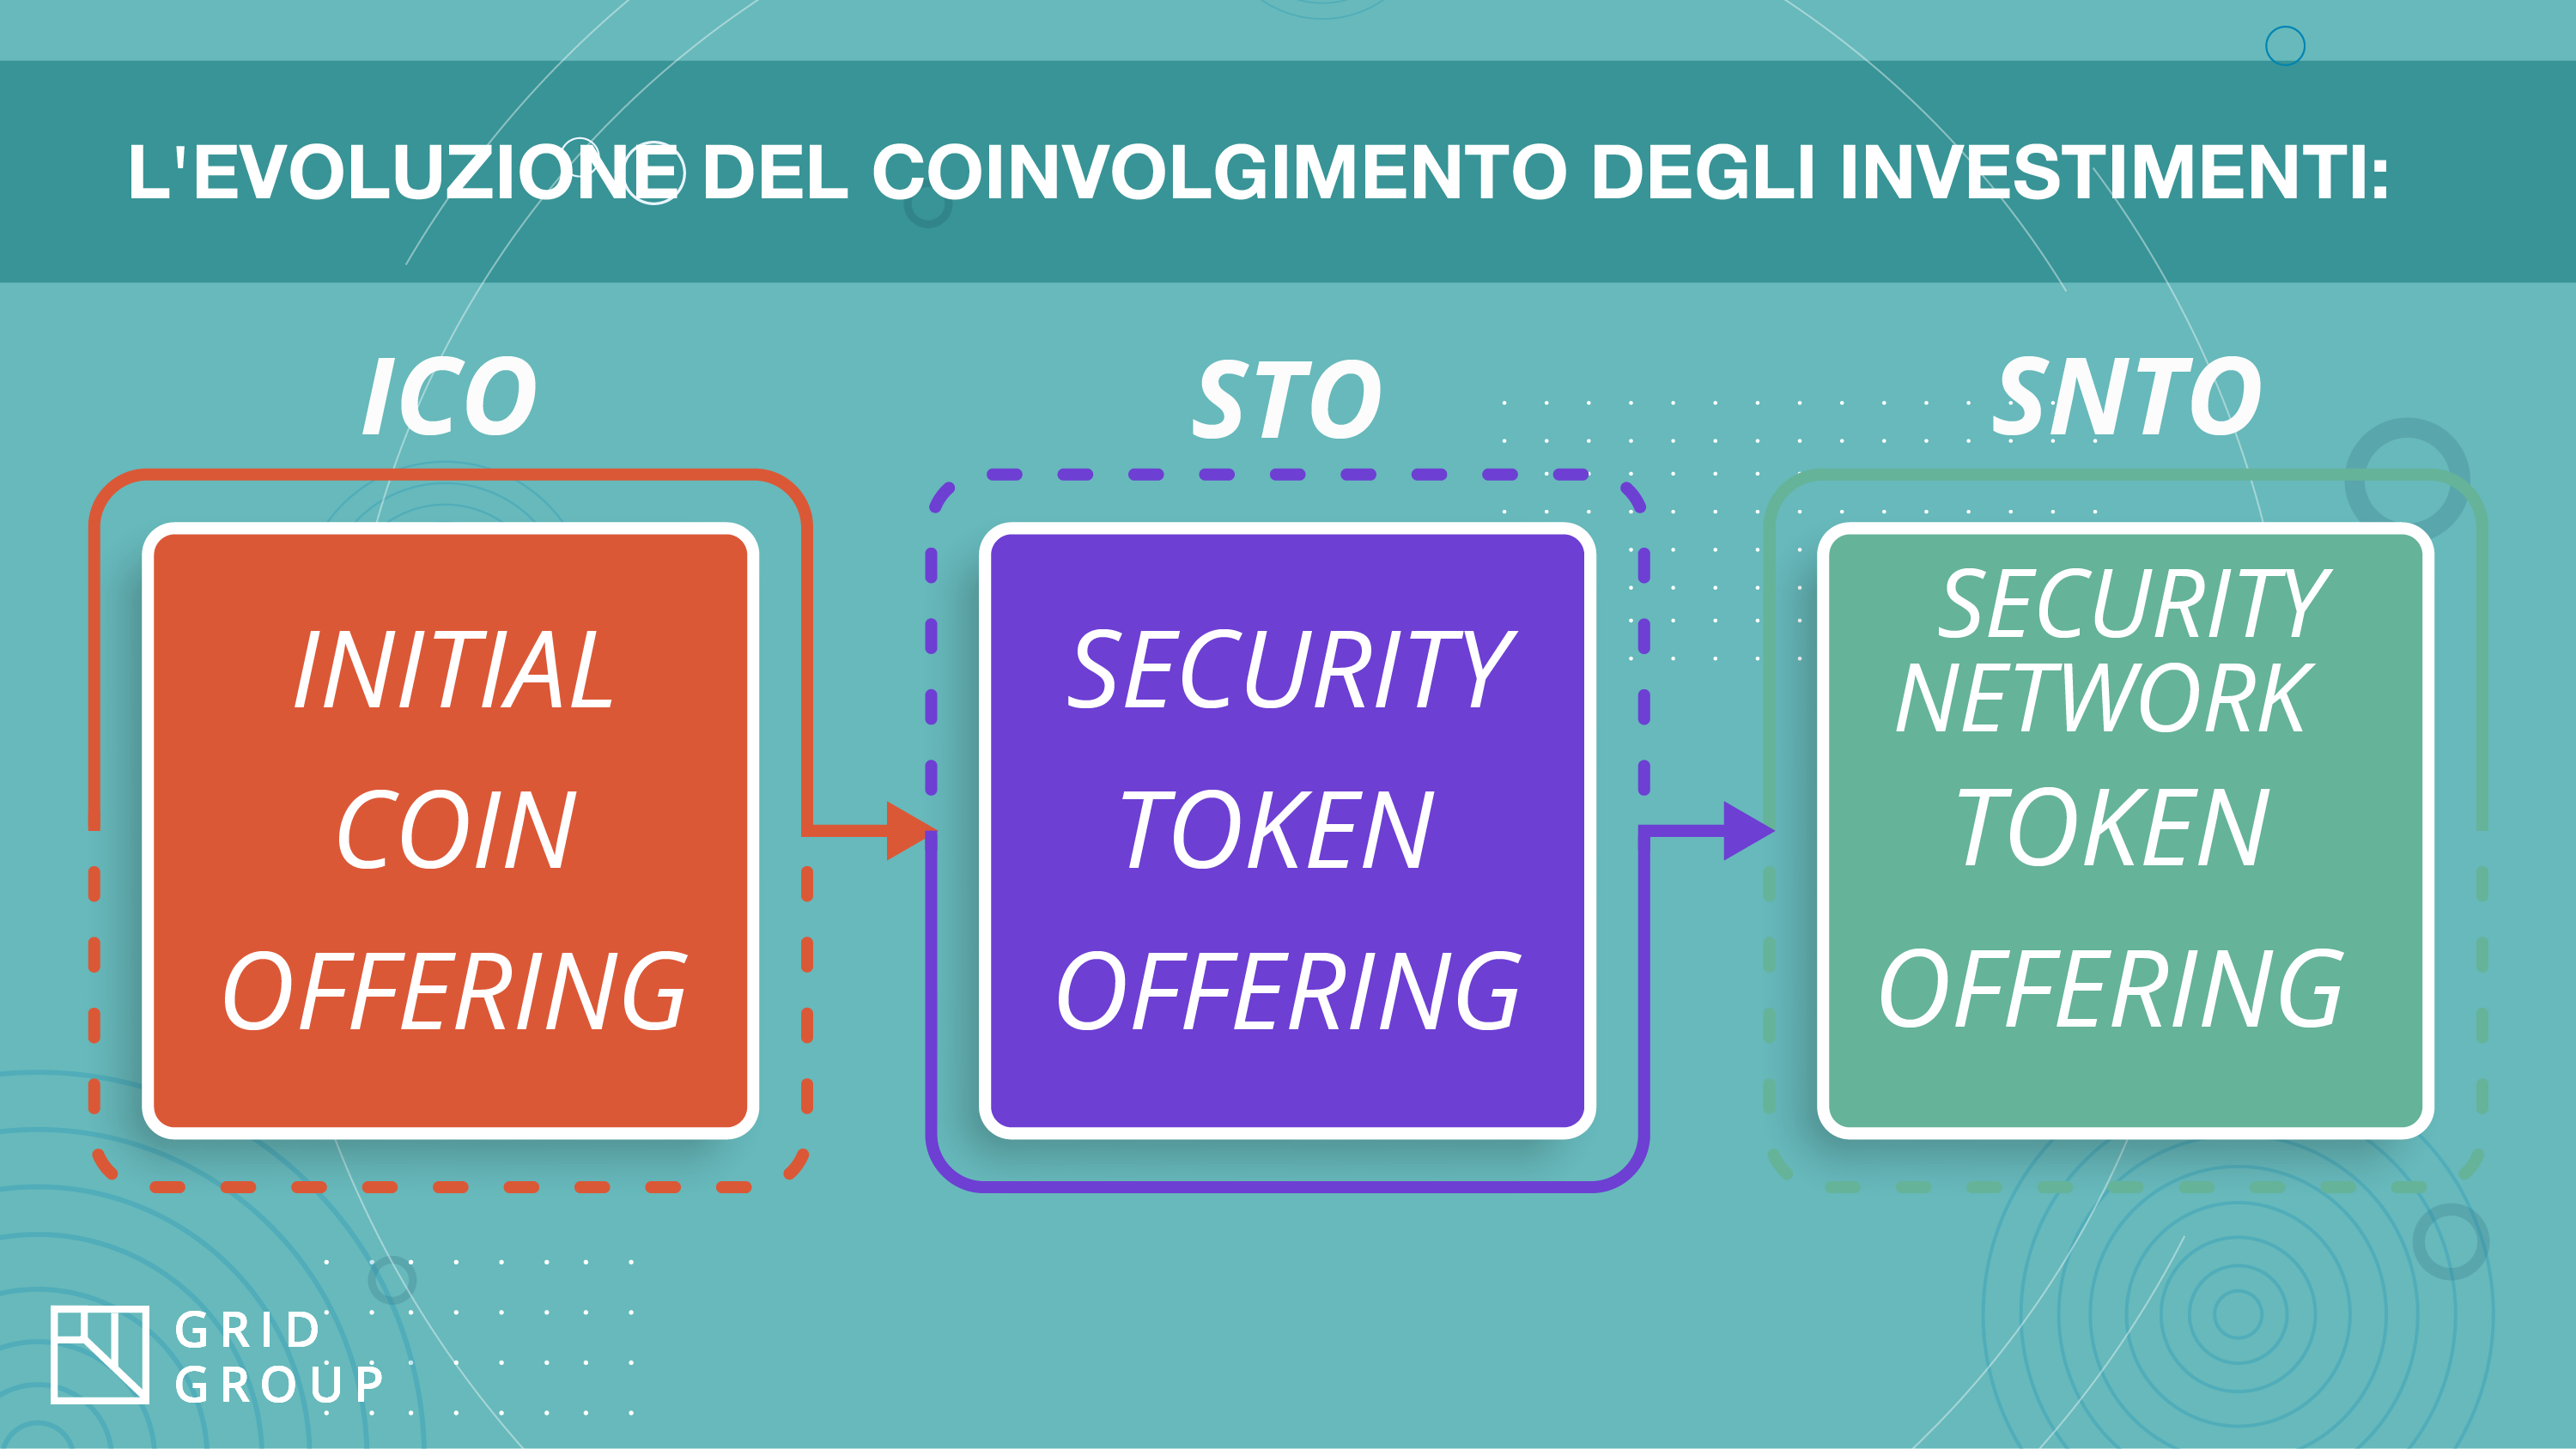 L'EVOLUZIONE DEL COINVOLGIMENTO DEGLI INVESTIMENTI:
ICO
INITIAL
COIN
OFFERING
STO
SECURITY
TOKEN
OFFERING
SNTO
SECURITY
NETWORK
TOKEN
OFFERING
GRID
GROUP